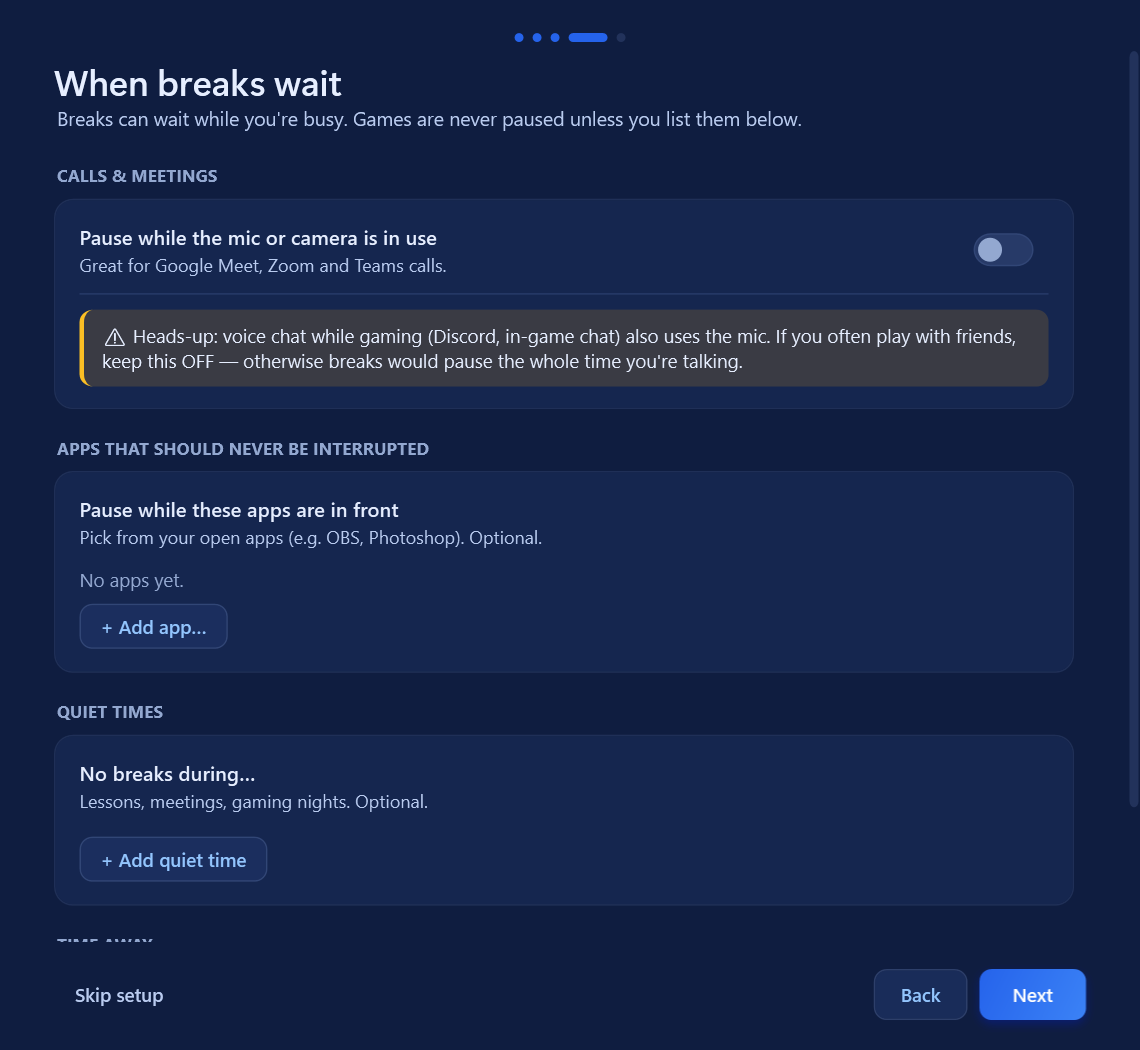 When breaks wait
Breaks can wait while you're busy. Games are never paused unless you list them below.
CALLS & MEETINGS
Pause while the mic or camera is in use
Great for Google Meet, Zoom and Teams calls.
⚠ Heads-up: voice chat while gaming (Discord, in-game chat) also uses the mic. If you often play with friends,
keep this OFF — otherwise breaks would pause the whole time you're talking.
APPS THAT SHOULD NEVER BE INTERRUPTED
Pause while these apps are in front
Pick from your open apps (e.g. OBS, Photoshop). Optional.
No apps yet.
+ Add app...
QUIET TIMES
No breaks during...
Lessons, meetings, gaming nights. Optional.
+ Add quiet time
TIME AWAY
Skip setup
Back
Next